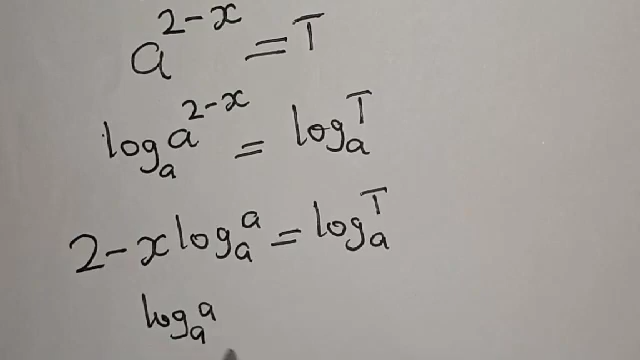 a^{2-x} = T
log_a a^{2-x} = log_a T
2-x log_a a = log_a T
log_a a